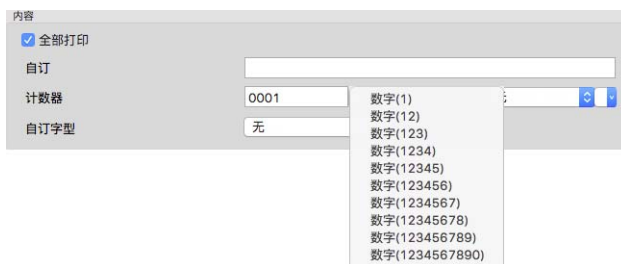 内容
全部打印
自订
计数器 0001
自订字型 无
数字(1)
数字(12)
数字(123)
数字(1234)
数字(12345)
数字(123456)
数字(1234567)
数字(12345678)
数字(123456789)
数字(1234567890)